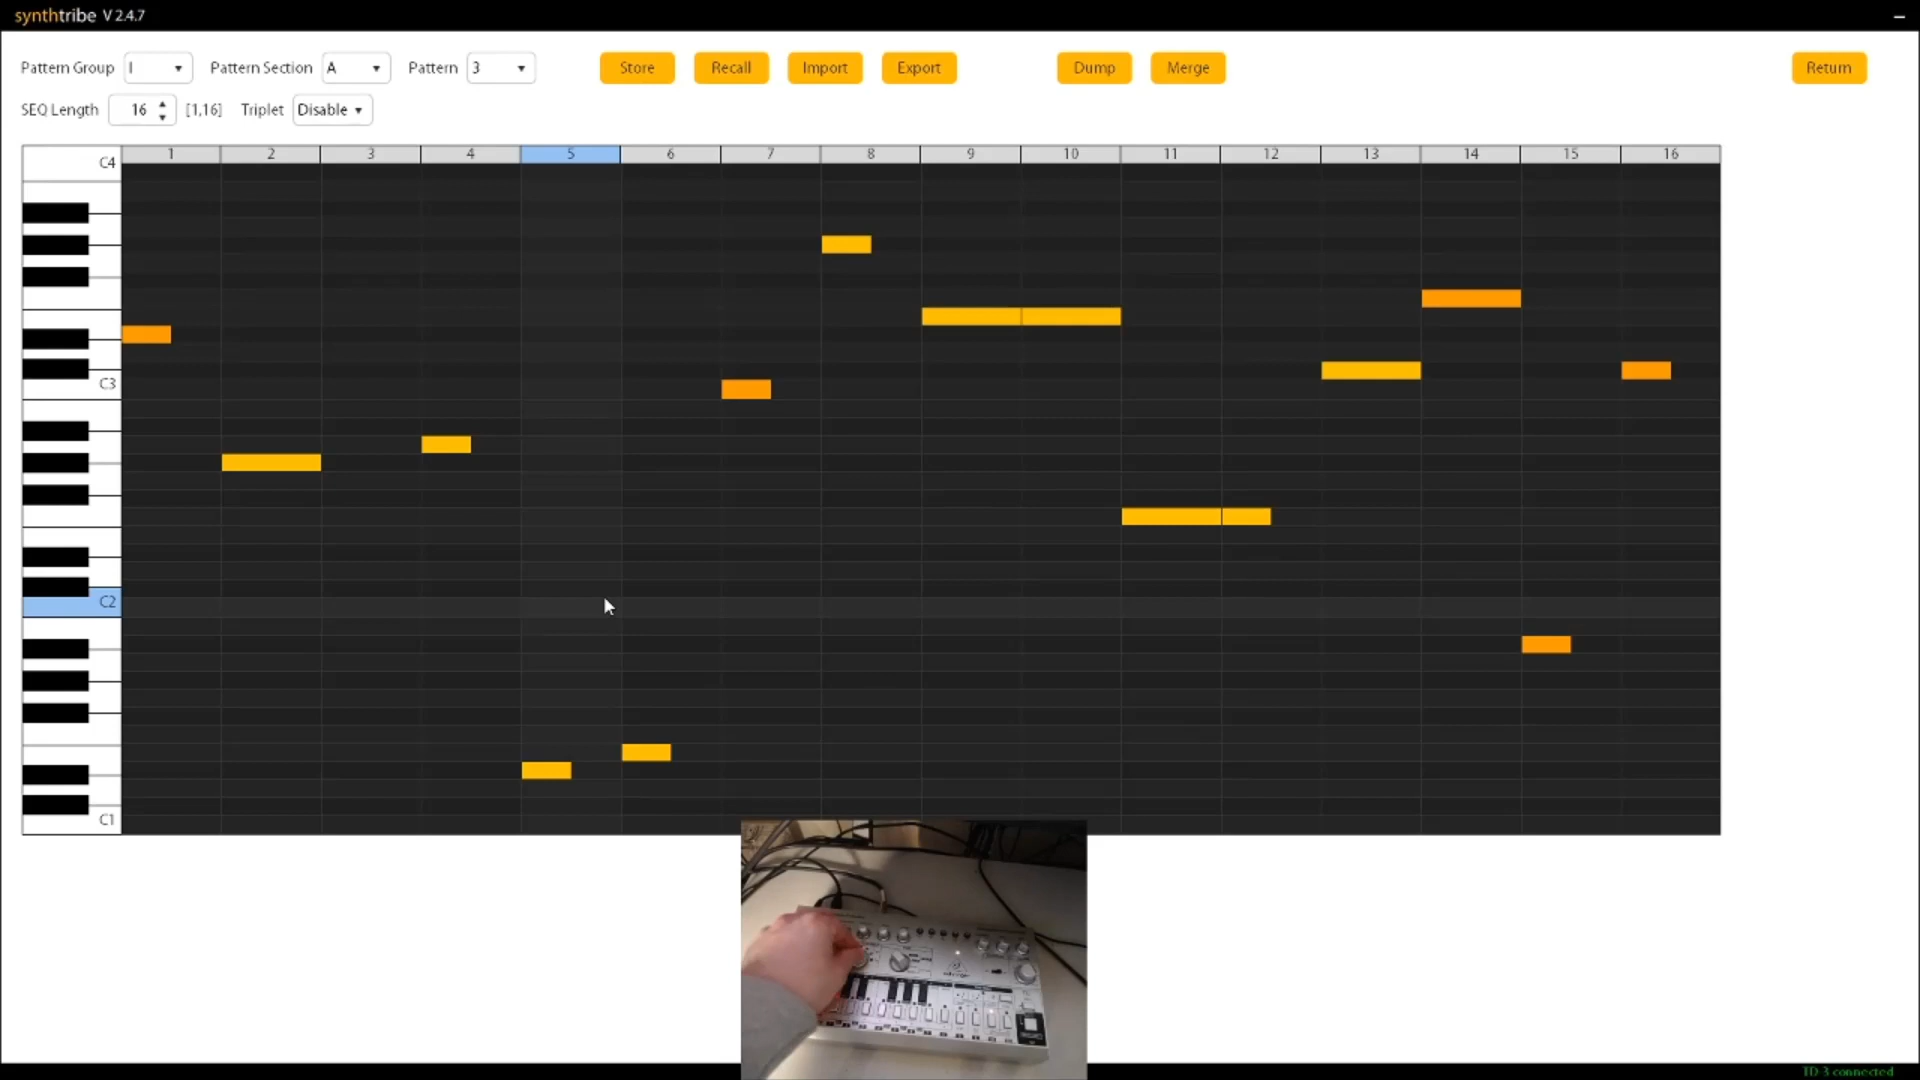 synthtribe V 2.4.7
Pattern Group I Pattern Section A Pattern 3 Store Recall Import Export Dump Merge Return
SEQ Length 16 [1,16] Triplet Disable
1 2 3 4 5 6 7 8 9 10 11 12 13 14 15 16
C4
C3
C2
C1
TD-3 connected